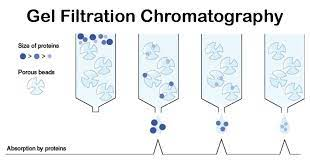 Gel Filtration Chromatography
Size of proteins
> > >
Porous beads
Absorption by proteins